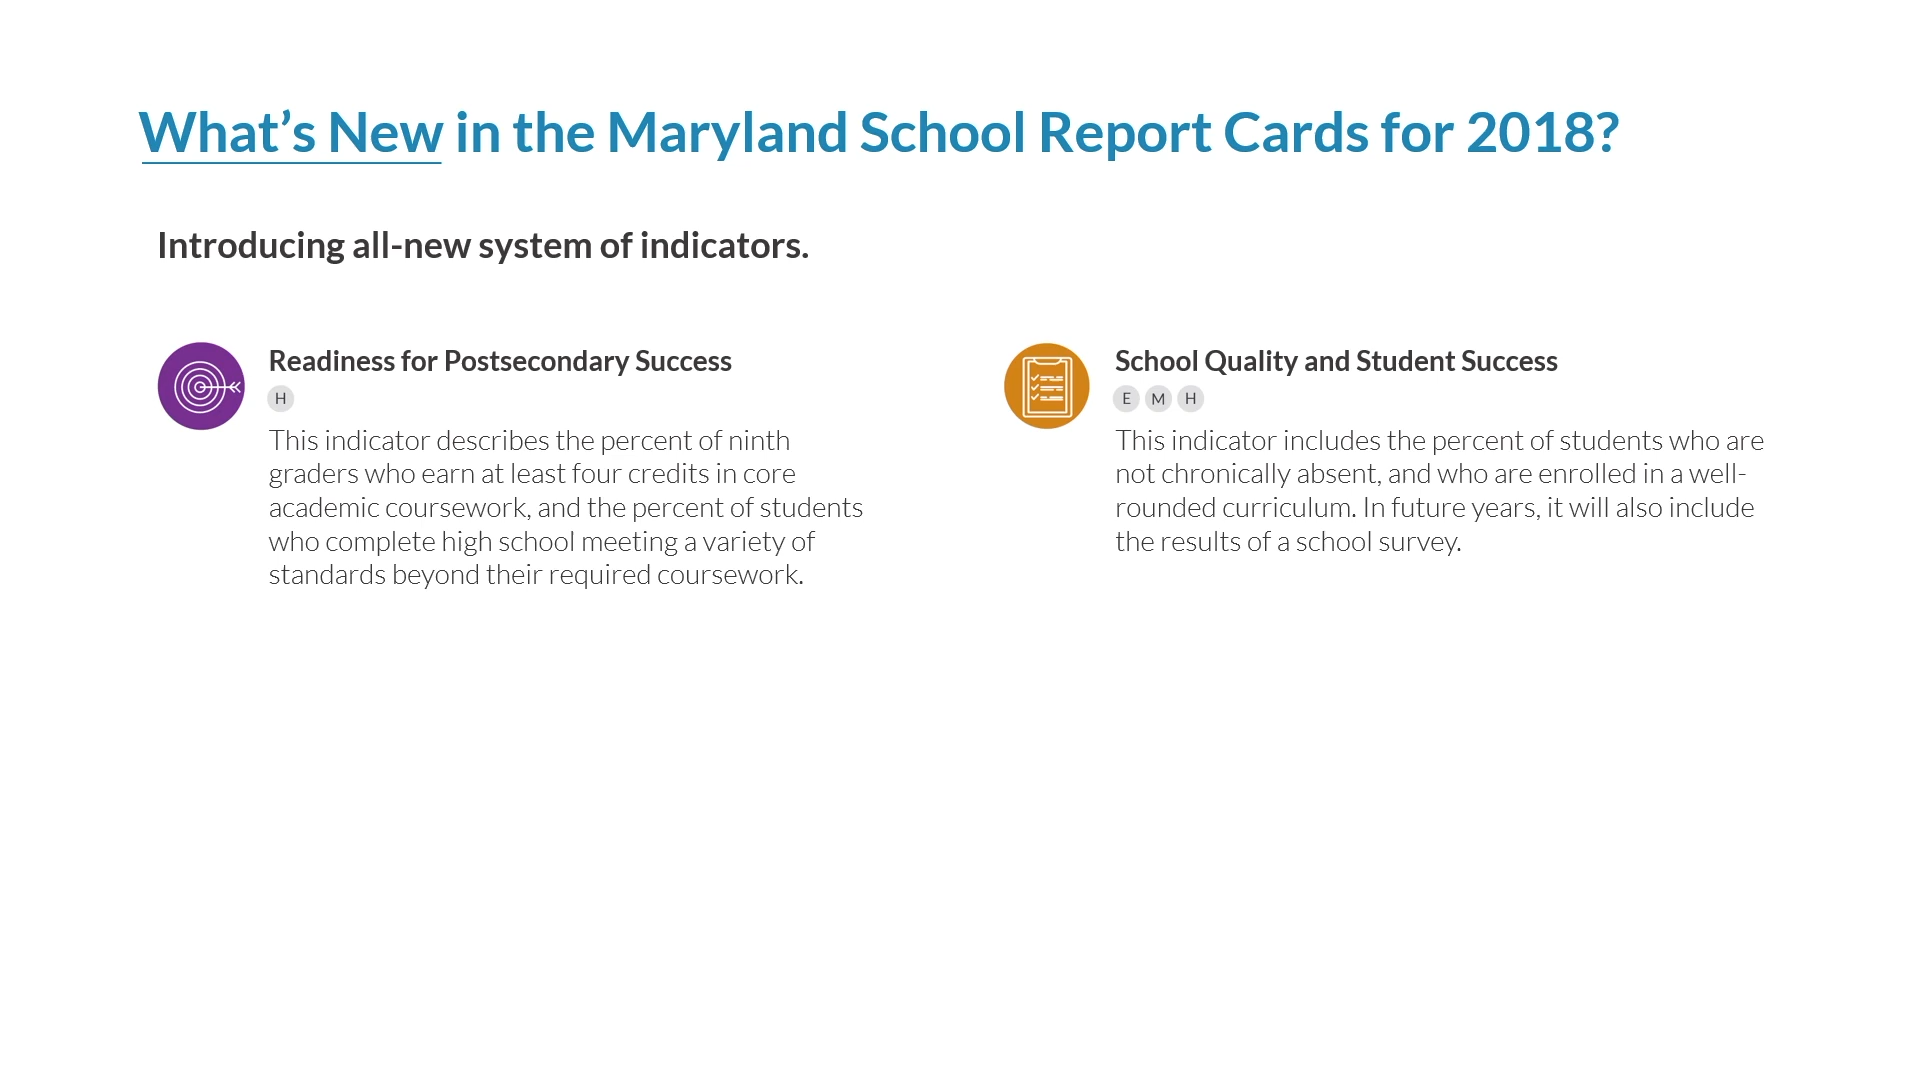 What’s New in the Maryland School Report Cards for 2018?
Introducing all-new system of indicators.
Readiness for Postsecondary Success
H
This indicator describes the percent of ninth
graders who earn at least four credits in core
academic coursework, and the percent of students
who complete high school meeting a variety of
standards beyond their required coursework.
School Quality and Student Success
E M H
This indicator includes the percent of students who are
not chronically absent, and who are enrolled in a well-
rounded curriculum. In future years, it will also include
the results of a school survey.